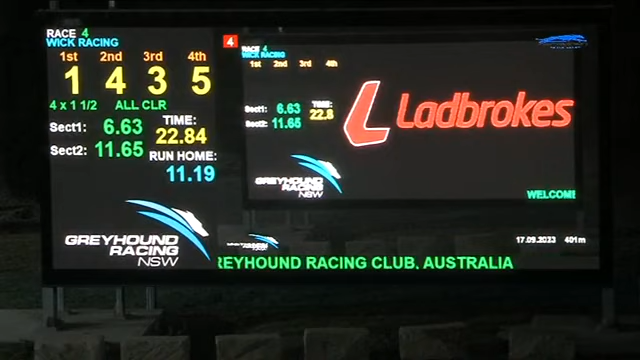 RACE 4
WICK RACING
1st 2nd 3rd 4th
1 4 3 5
4 x 1 1/2 ALL CLR
Sect1: 6.63
TIME:
22.84
Sect2: 11.65
RUN HOME:
11.19
GREYHOUND
RACING
NSW
4
RACE 4
WICK RACING
1st 2nd 3rd 4th
Sect1: 6.63
TIME:
22.8
Sect2: 11.65
GREYHOUND
RACING
NSW
Ladbrokes
WELCOM
17.09.2023 401m
REYHOUND RACING CLUB, AUSTRALIA